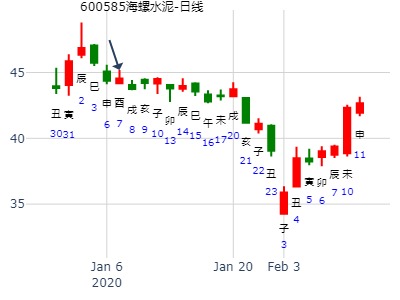 600585海螺水泥-日线
45
40
35
丑 寅 辰 巳 申 酉 戌 亥 子 卯 辰 巳 午 未 戌 亥 子 丑 子 丑 寅 卯 辰 未 申
30 31 2 3 6 7 8 9 10 13 14 15 16 17 20 21 22 23 3 4 5 6 7 10 11
Jan 6 Jan 20 Feb 3
2020